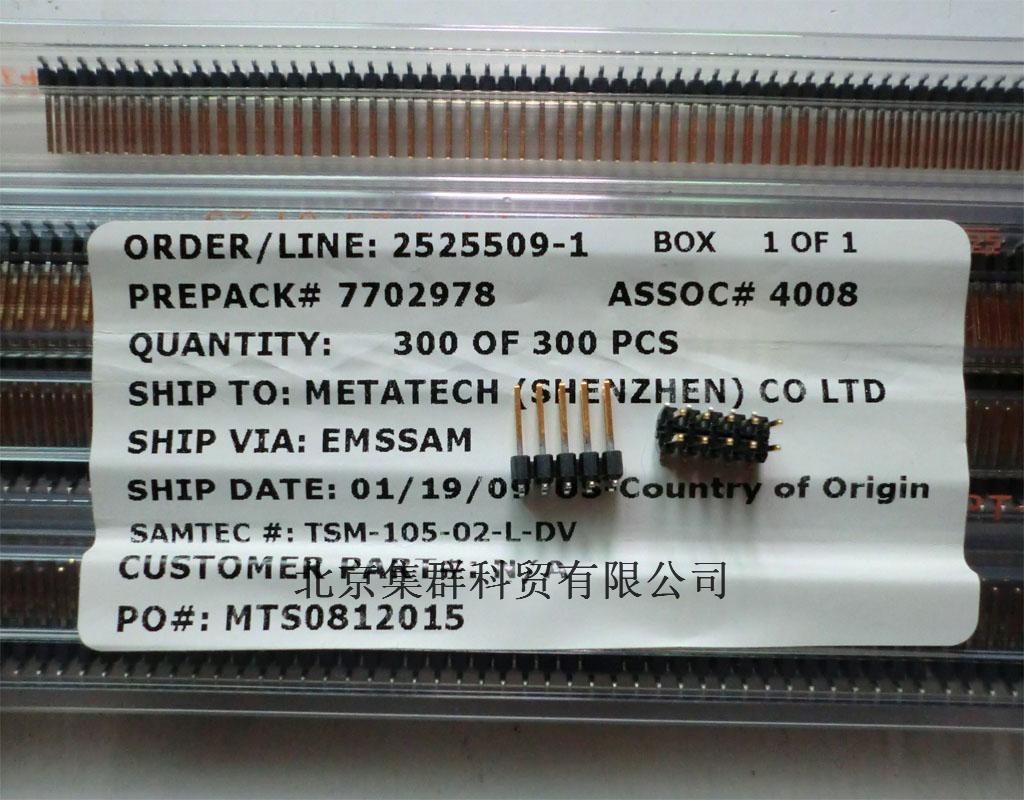 ORDER/LINE: 2525509-1 BOX 1 OF 1
PREPACK# 7702978 ASSOC# 4008
QUANTITY: 300 OF 300 PCS
SHIP TO: METATECH (SHENZHEN) CO LTD
SHIP VIA: EMSSAM
SHIP DATE: 01/19/09 Country of Origin
SAMTEC #: TSM-105-02-L-DV
CUSTOMER PART#: N/A
北京集群科贸有限公司
PO#: MTS0812015